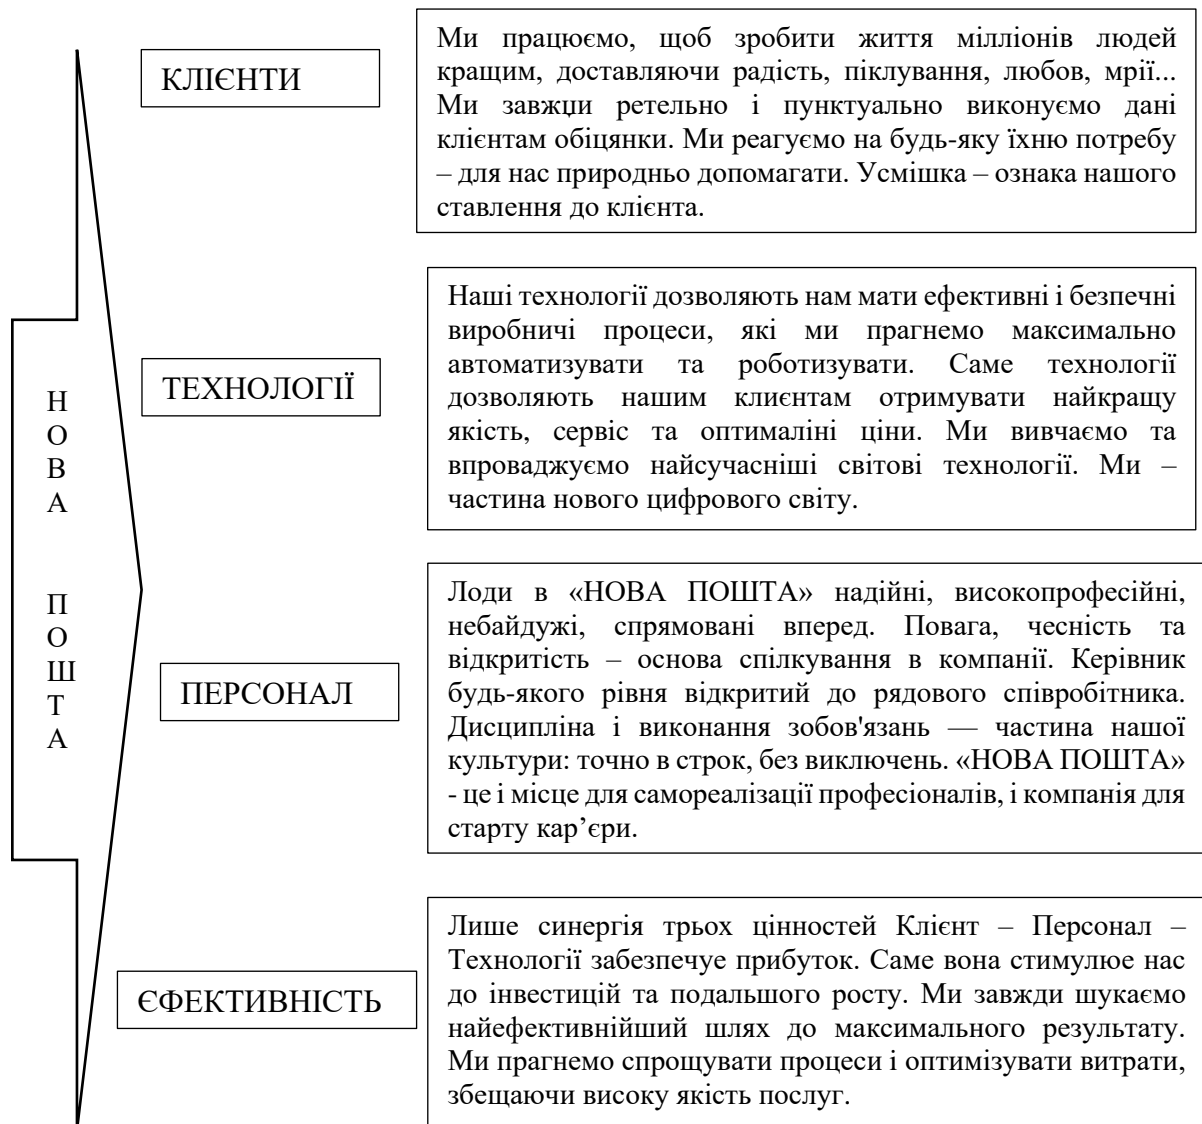 НОВА ПОШТА
КЛІЄНТИ
Ми працюємо, щоб зробити життя мілліонів людей
кращим, доставляючи радість, піклування, любов, мрії...
Ми завжци ретельно і пунктуально виконуємо дані
клієнтам обіцянки. Ми реагуємо на будь-яку їхню потребу
– для нас природньо допомагати. Усмішка – ознака нашого
ставлення до клієнта.
ТЕХНОЛОГІЇ
Наші технології дозволяють нам мати ефективні і безпечні
виробничі процеси, які ми прагнемо максимально
автоматизувати та роботизувати. Саме технології
дозволяють нашим клиєнтам отримувати найкращу
якість, сервіс та оптималіні ціни. Ми вивчаємо та
впроваджуємо найсучасніші світові технології. Ми –
частина нового цифрового світу.
ПЕРСОНАЛ
Лоди в «НОВА ПОШТА» надійні, високопрофесійні,
небайдужі, спрямовані вперед. Повага, чесність та
відкритість – основа спілкування в компанії. Керівник
будь-якого рівня відкритий до рядового співробітника.
Дисципліна і виконання зобов'язань — частина нашої
культури: точно в строк, без виключень. «НОВА ПОШТА»
- це і місце для самореалізації професіоналів, і компанія для
старту кар’єри.
ЄФЕКТИВНІСТЬ
Лише синергія трьох цінностей Клієнт – Персонал –
Технології забезпечуе прибуток. Саме вона стимулює нас
до інвестицій та подальшого росту. Ми завжди шукаємо
найефективнійший шлях до максимального результату.
Ми прагнемо спрощувати процеси і оптимізувати витрати,
збещаючи високу якість послуг.